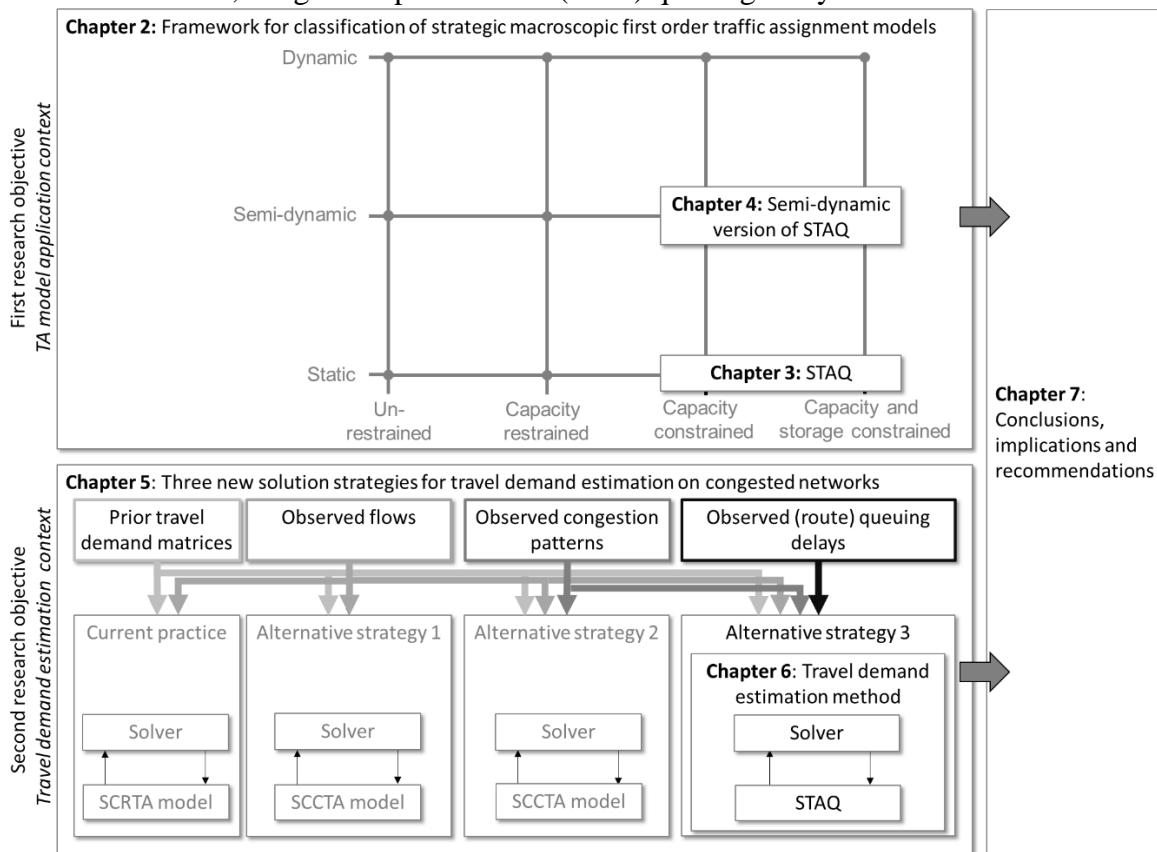 Chapter 2: Framework for classification of strategic macroscopic first order traffic assignment models
First research objective
TA model application context
Dynamic
Semi-dynamic
Static
Chapter 4: Semi-dynamic
version of STAQ
Chapter 3: STAQ
Un-
restrained
Capacity
restrained
Capacity
constrained
Capacity and
storage constrained
Chapter 7:
Conclusions,
implications and
recommendations
Second research objective
Travel demand estimation context
Chapter 5: Three new solution strategies for travel demand estimation on congested networks
Prior travel
demand matrices
Observed flows
Observed congestion
patterns
Observed (route) queuing
delays
Current practice
Solver
SCRTA model
Alternative strategy 1
Solver
SCCTA model
Alternative strategy 2
Solver
SCCTA model
Alternative strategy 3
Chapter 6: Travel demand
estimation method
Solver
STAQ